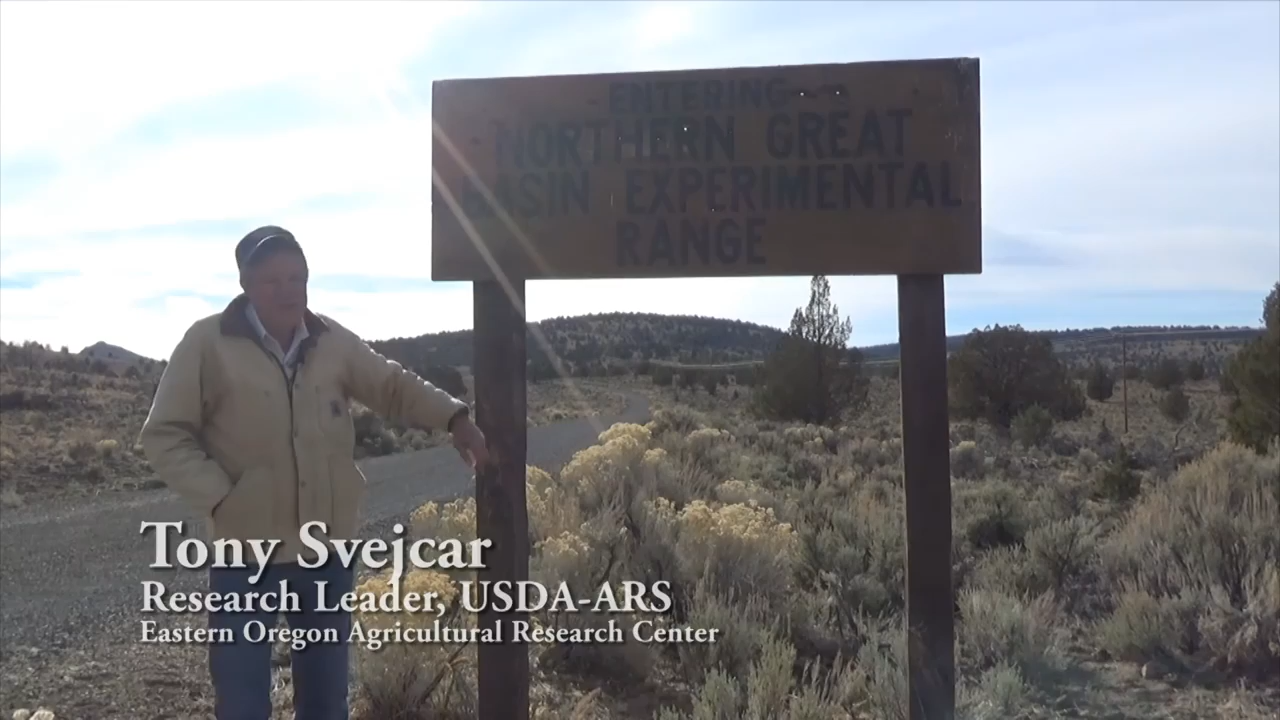 ENTERING
NORTHERN GREAT
BASIN EXPERIMENTAL
RANGE
Tony Svejcar
Research Leader, USDA-ARS
Eastern Oregon Agricultural Research Center